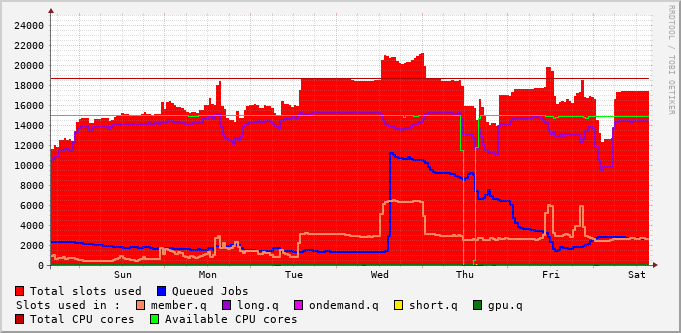 RRDTOOL / TOBI OETIKER
24000
22000
20000
18000
16000
14000
12000
10000
8000
6000
4000
2000
0
Sun Mon Tue Wed Thu Fri Sat
Total slots used Queued Jobs
Slots used in : member.q long.q ondemand.q short.q gpu.q
Total CPU cores Available CPU cores